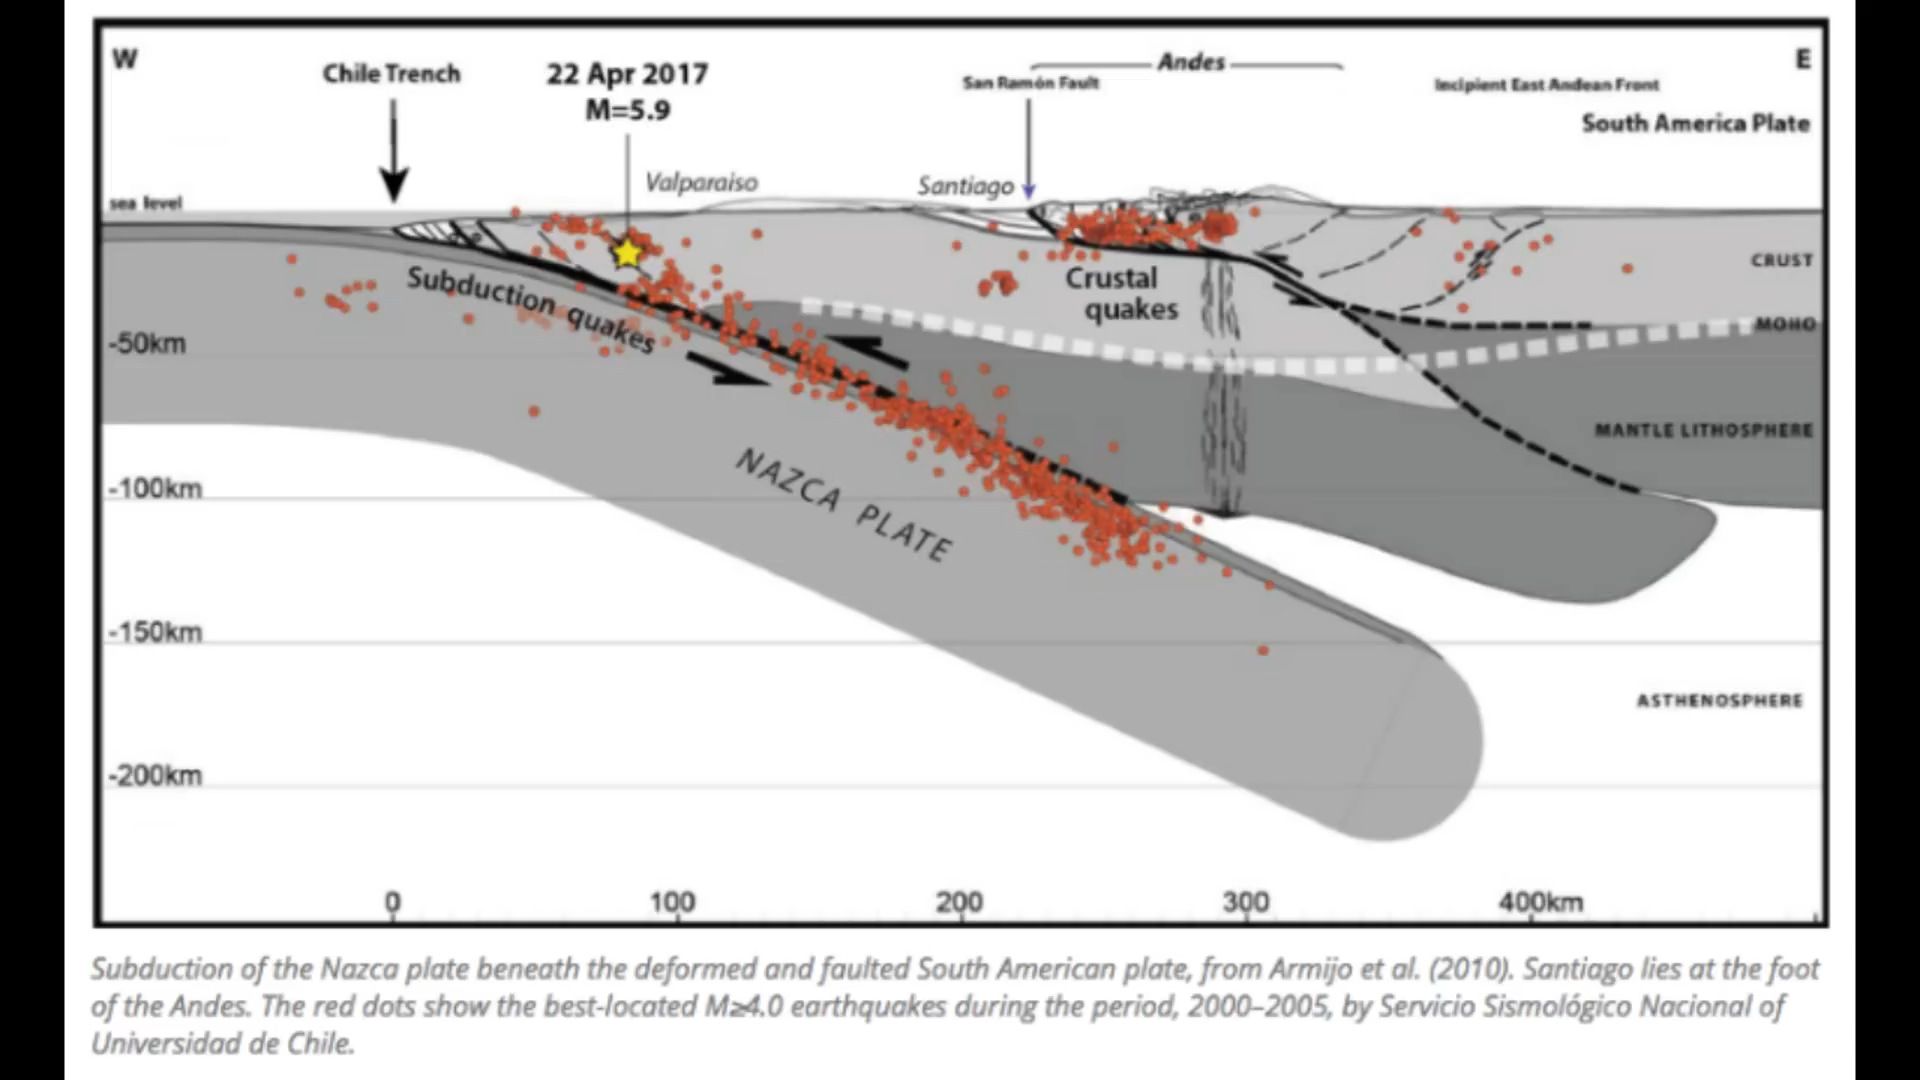 W
E
Chile Trench
22 Apr 2017
M=5.9
Andes
San Ramón Fault
Incipient East Andean Front
South America Plate
Valparaiso
Santiago
sea level
CRUST
Subduction quakes
Crustal
quakes
MOHO
-50km
MANTLE LITHOSPHERE
NAZCA PLATE
-100km
-150km
ASTHENOSPHERE
-200km
0 100 200 300 400km
Subduction of the Nazca plate beneath the deformed and faulted South American plate, from Armijo et al. (2010). Santiago lies at the foot
of the Andes. The red dots show the best-located M≥4.0 earthquakes during the period, 2000–2005, by Servicio Sismológico Nacional of
Universidad de Chile.